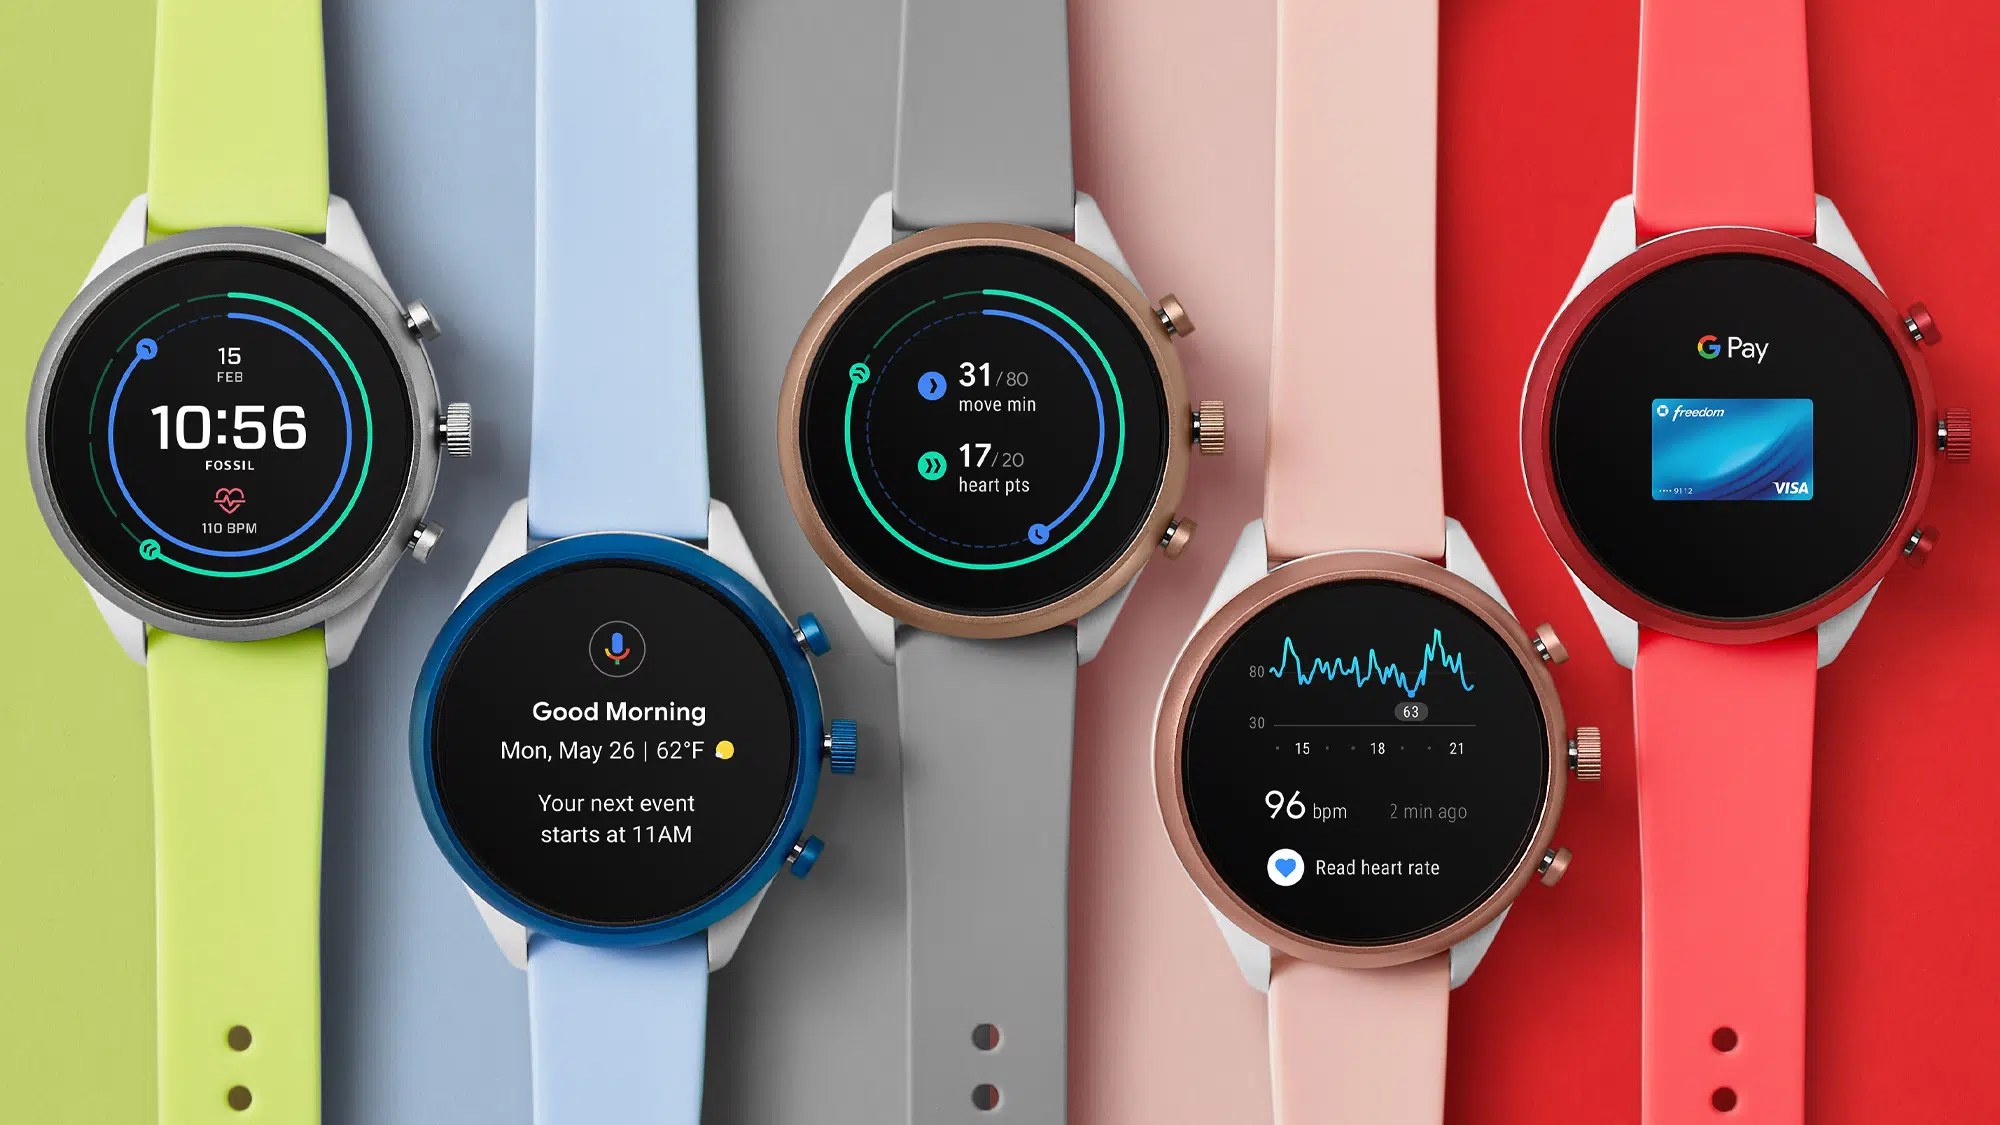 15
FEB
10:56
FOSSIL
110 BPM
Good Morning
Mon, May 26 | 62°F
Your next event
starts at 11AM
31/80
move min
17/20
heart pts
80
63
30
15 18 21
96 bpm 2 min ago
Read heart rate
G Pay
freedom
•••• 9112 VISA